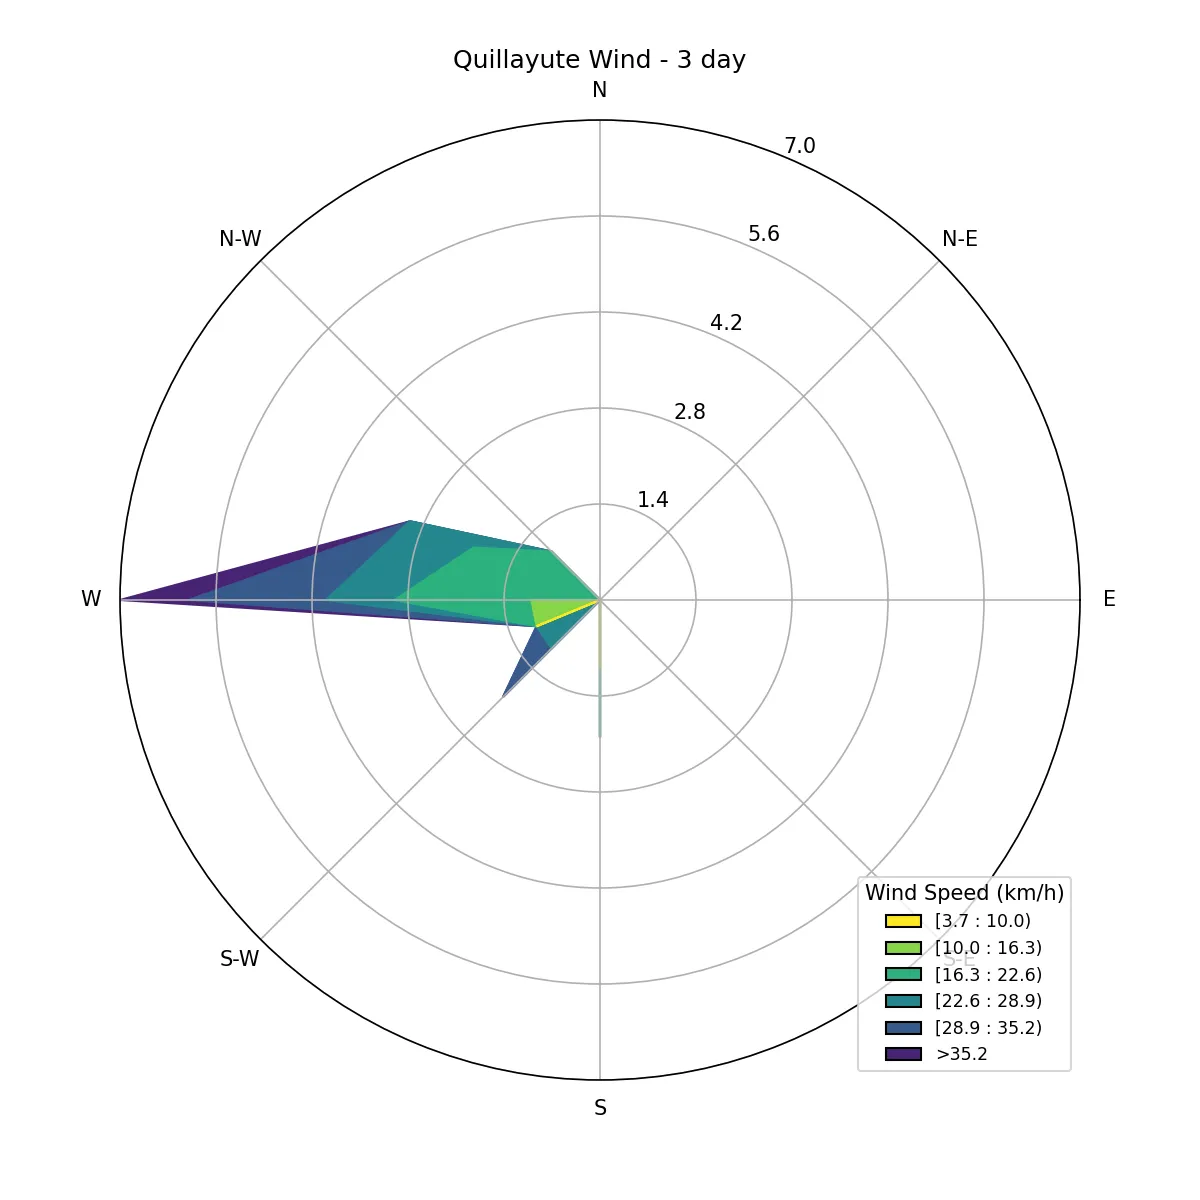 Quillayute Wind - 3 day
N
7.0
N-W
5.6
N-E
4.2
2.8
1.4
W
E
S-W
S-E
S
Wind Speed (km/h)
[3.7 : 10.0)
[10.0 : 16.3)
[16.3 : 22.6)
[22.6 : 28.9)
[28.9 : 35.2)
>35.2